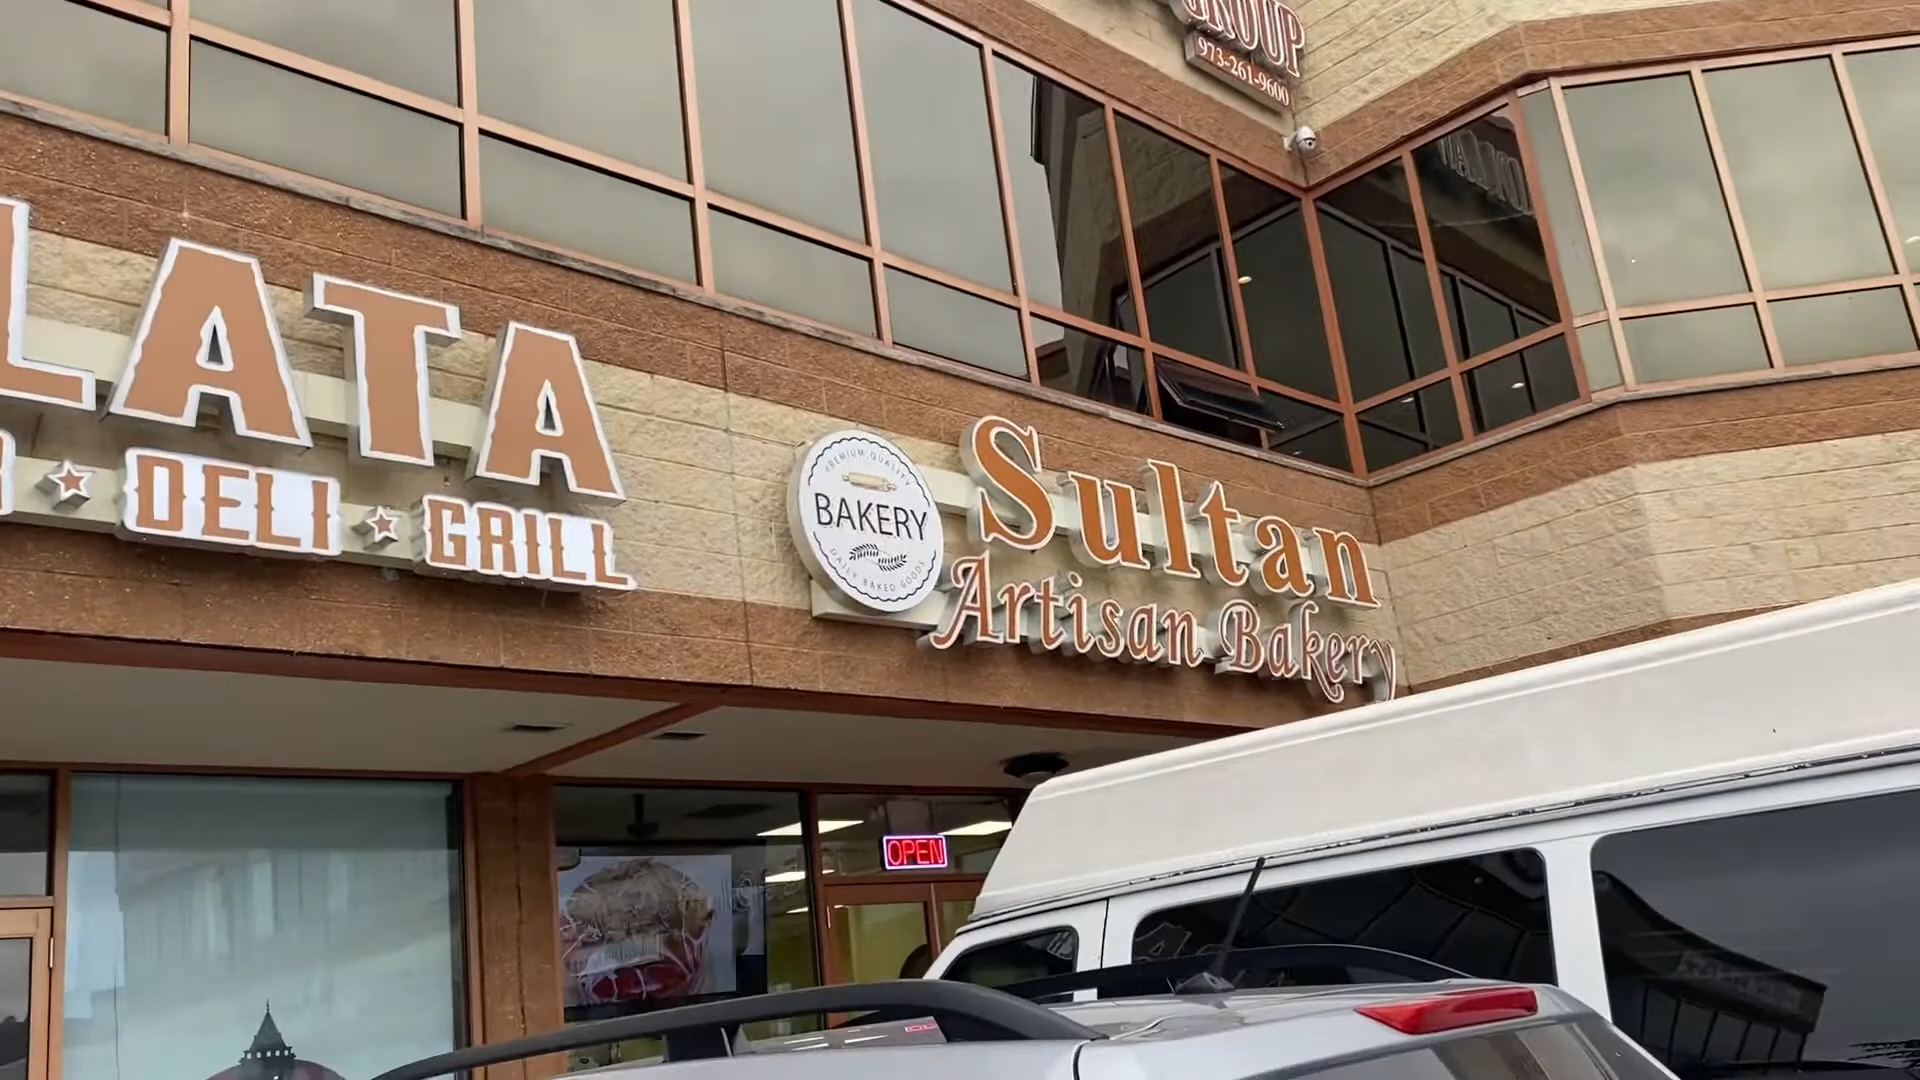 GROUP
973-261-9600
LATA
DELI GRILL
PREMIUM QUALITY
BAKERY
DAILY BAKED GOODS
Sultan
Artisan Bakery
OPEN